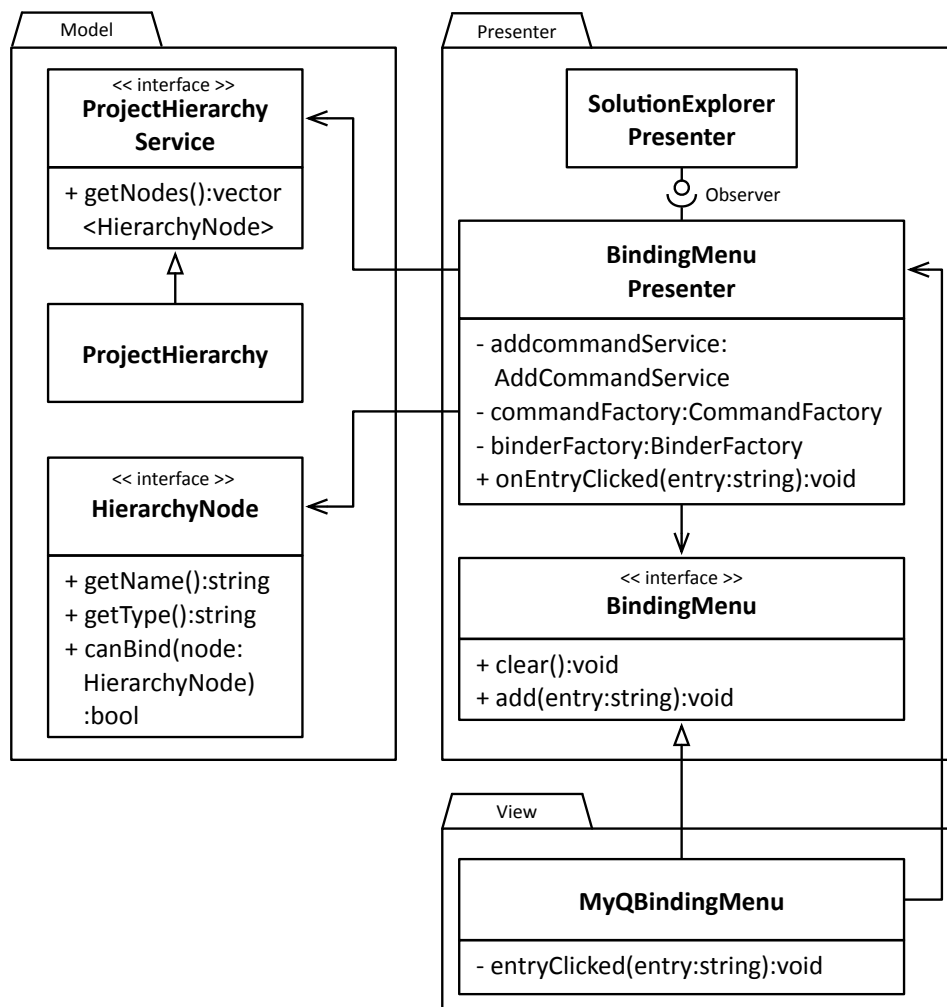 Model
<< interface >>
ProjectHierarchy
Service
+ getNodes():vector
<HierarchyNode>
ProjectHierarchy
<< interface >>
HierarchyNode
+ getName():string
+ getType():string
+ canBind(node:
HierarchyNode)
:bool
Presenter
SolutionExplorer
Presenter
Observer
BindingMenu
Presenter
- addcommandService:
AddCommandService
- commandFactory:CommandFactory
- binderFactory:BinderFactory
+ onEntryClicked(entry:string):void
<< interface >>
BindingMenu
+ clear():void
+ add(entry:string):void
View
MyQBindingMenu
- entryClicked(entry:string):void